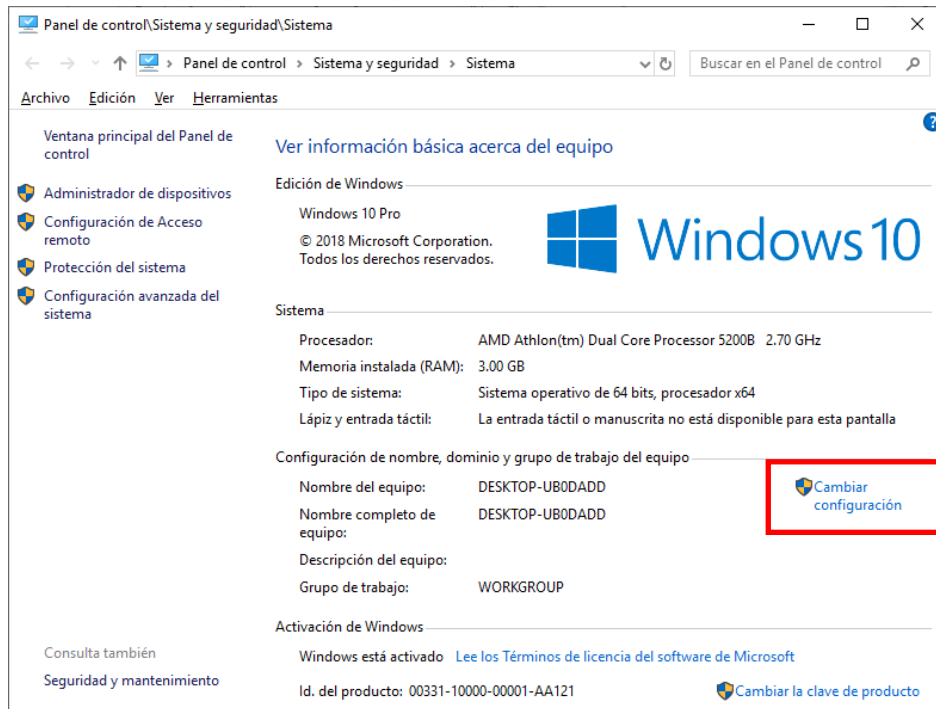 Panel de control\Sistema y seguridad\Sistema
Panel de control > Sistema y seguridad > Sistema
Buscar en el Panel de control
Archivo Edición Ver Herramientas
Ventana principal del Panel de
control
Administrador de dispositivos
Configuración de Acceso
remoto
Protección del sistema
Configuración avanzada del
sistema
Consulta también
Seguridad y mantenimiento
?
Ver información básica acerca del equipo
Edición de Windows
Windows 10 Pro
© 2018 Microsoft Corporation.
Todos los derechos reservados.
Windows 10
Sistema
Procesador: AMD Athlon(tm) Dual Core Processor 5200B 2.70 GHz
Memoria instalada (RAM): 3.00 GB
Tipo de sistema: Sistema operativo de 64 bits, procesador x64
Lápiz y entrada táctil: La entrada táctil o manuscrita no está disponible para esta pantalla
Configuración de nombre, dominio y grupo de trabajo del equipo
Nombre del equipo: DESKTOP-UB0DADD
Cambiar
configuración
Nombre completo de
equipo:
DESKTOP-UB0DADD
Descripción del equipo:
Grupo de trabajo: WORKGROUP
Activación de Windows
Windows está activado Lee los Términos de licencia del software de Microsoft
Id. del producto: 00331-10000-00001-AA121
Cambiar la clave de producto